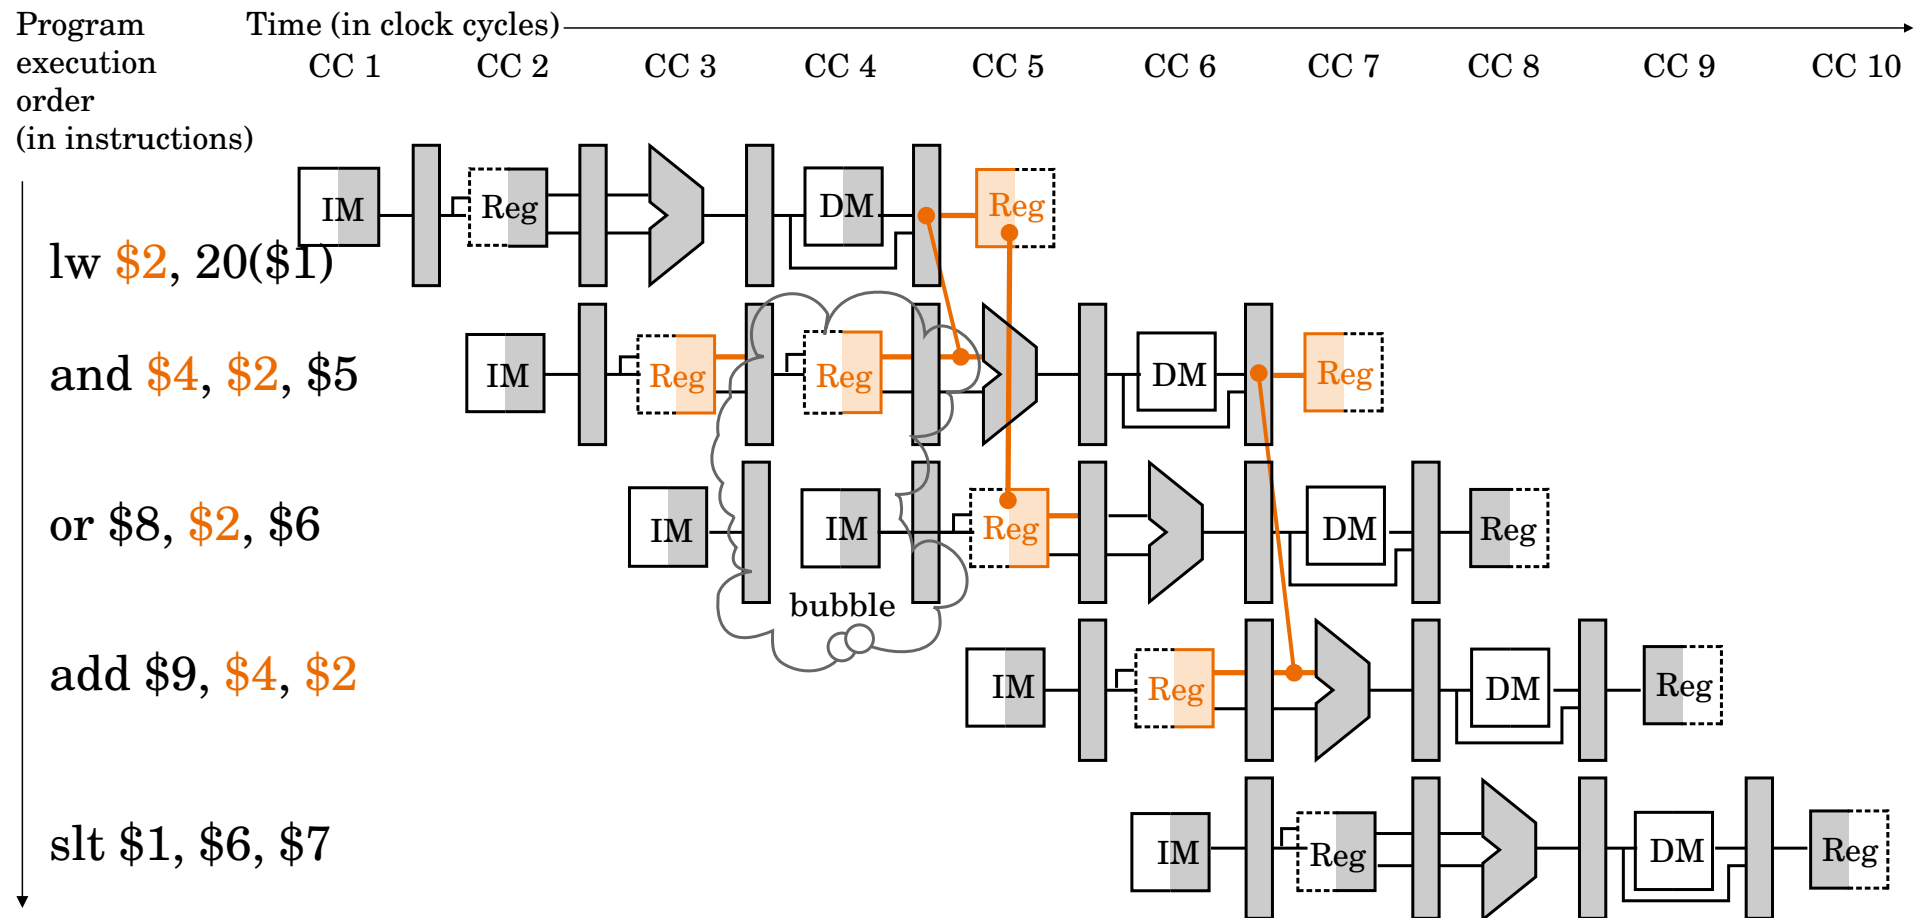 Program
execution
order
(in instructions)
Time (in clock cycles)
CC 1 CC 2 CC 3 CC 4 CC 5 CC 6 CC 7 CC 8 CC 9 CC 10
IM Reg DM Reg
lw $2, 20($1)
IM Reg Reg DM Reg
and $4, $2, $5
IM IM Reg DM Reg
or $8, $2, $6
bubble
IM Reg DM Reg
add $9, $4, $2
IM Reg DM Reg
slt $1, $6, $7